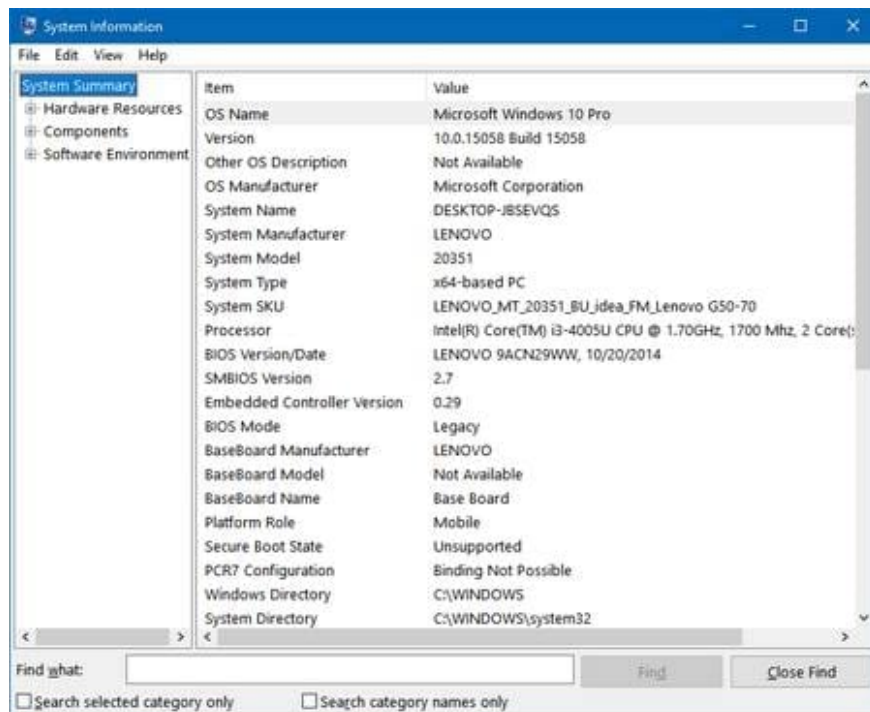 System Information
File Edit View Help
System Summary
Hardware Resources
Components
Software Environment
Item Value
OS Name Microsoft Windows 10 Pro
Version 10.0.15058 Build 15058
Other OS Description Not Available
OS Manufacturer Microsoft Corporation
System Name DESKTOP-JBSEVQS
System Manufacturer LENOVO
System Model 20351
System Type x64-based PC
System SKU LENOVO_MT_20351_BU_idea_FM_Lenovo G50-70
Processor Intel(R) Core(TM) i3-4005U CPU @ 1.70GHz, 1700 Mhz, 2 Core(s
BIOS Version/Date LENOVO 9ACN29WW, 10/20/2014
SMBIOS Version 2.7
Embedded Controller Version 0.29
BIOS Mode Legacy
BaseBoard Manufacturer LENOVO
BaseBoard Model Not Available
BaseBoard Name Base Board
Platform Role Mobile
Secure Boot State Unsupported
PCR7 Configuration Binding Not Possible
Windows Directory C:\WINDOWS
System Directory C:\WINDOWS\system32
Find what: Find Close Find
Search selected category only Search category names only